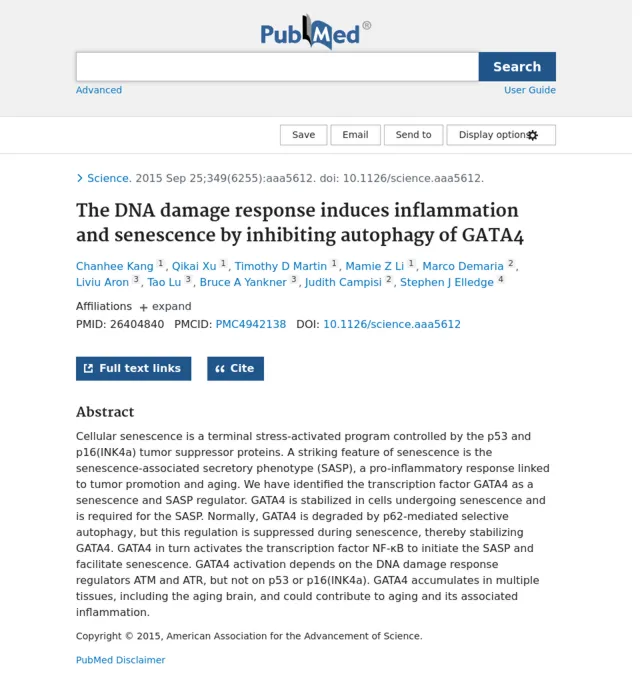 PubMed®
Search
Advanced
User Guide
Save
Email
Send to
Display options
Science. 2015 Sep 25;349(6255):aaa5612. doi: 10.1126/science.aaa5612.
The DNA damage response induces inflammation
and senescence by inhibiting autophagy of GATA4
Chanhee Kang 1 , Qikai Xu 1 , Timothy D Martin 1 , Mamie Z Li 1 , Marco Demaria 2 ,
Liviu Aron 3 , Tao Lu 3 , Bruce A Yankner 3 , Judith Campisi 2 , Stephen J Elledge 4
Affiliations + expand
PMID: 26404840 PMCID: PMC4942138 DOI: 10.1126/science.aaa5612
Full text links
Cite
Abstract
Cellular senescence is a terminal stress-activated program controlled by the p53 and
p16(INK4a) tumor suppressor proteins. A striking feature of senescence is the
senescence-associated secretory phenotype (SASP), a pro-inflammatory response linked
to tumor promotion and aging. We have identified the transcription factor GATA4 as a
senescence and SASP regulator. GATA4 is stabilized in cells undergoing senescence and
is required for the SASP. Normally, GATA4 is degraded by p62-mediated selective
autophagy, but this regulation is suppressed during senescence, thereby stabilizing
GATA4. GATA4 in turn activates the transcription factor NF-κB to initiate the SASP and
facilitate senescence. GATA4 activation depends on the DNA damage response
regulators ATM and ATR, but not on p53 or p16(INK4a). GATA4 accumulates in multiple
tissues, including the aging brain, and could contribute to aging and its associated
inflammation.
Copyright © 2015, American Association for the Advancement of Science.
PubMed Disclaimer